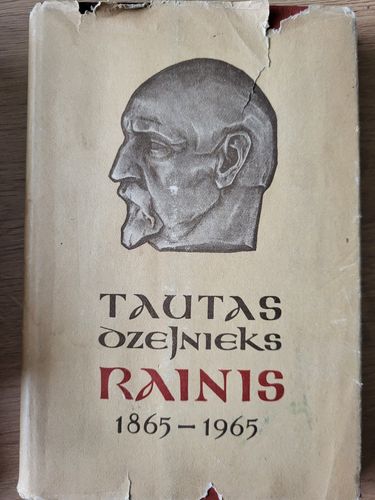 TAUTAS
DZEJNIEKS
RAINIS
1865 – 1965